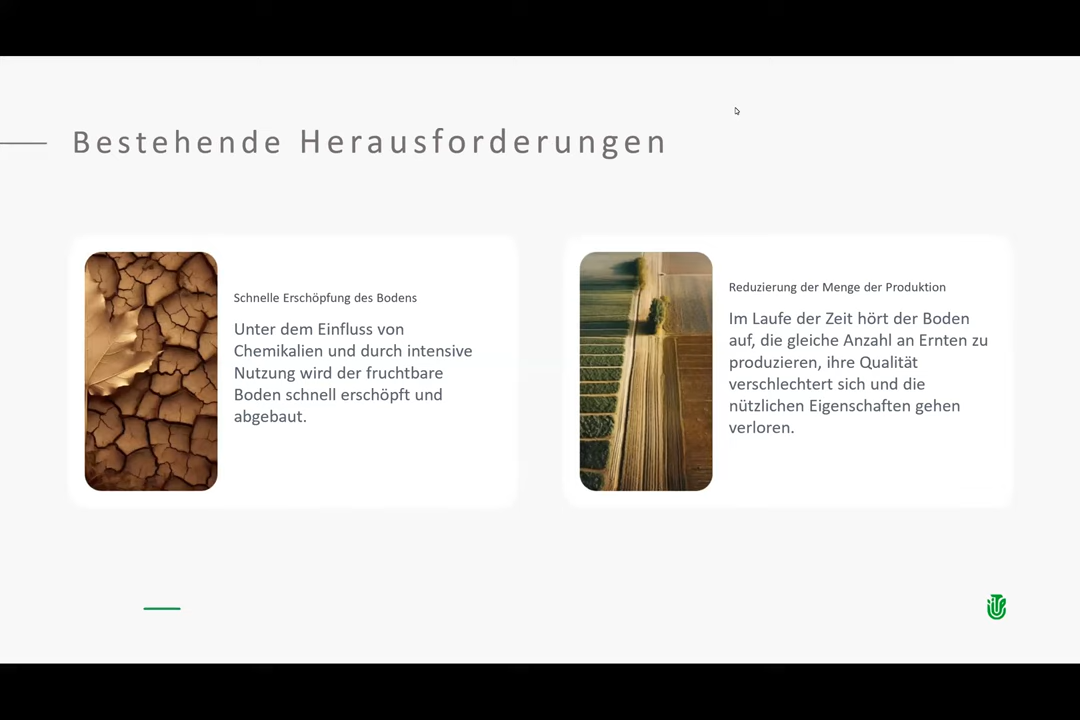 Bestehende Herausforderungen
Schnelle Erschöpfung des Bodens
Unter dem Einfluss von
Chemikalien und durch intensive
Nutzung wird der fruchtbare
Boden schnell erschöpft und
abgebaut.
Reduzierung der Menge der Produktion
Im Laufe der Zeit hört der Boden
auf, die gleiche Anzahl an Ernten zu
produzieren, ihre Qualität
verschlechtert sich und die
nützlichen Eigenschaften gehen
verloren.